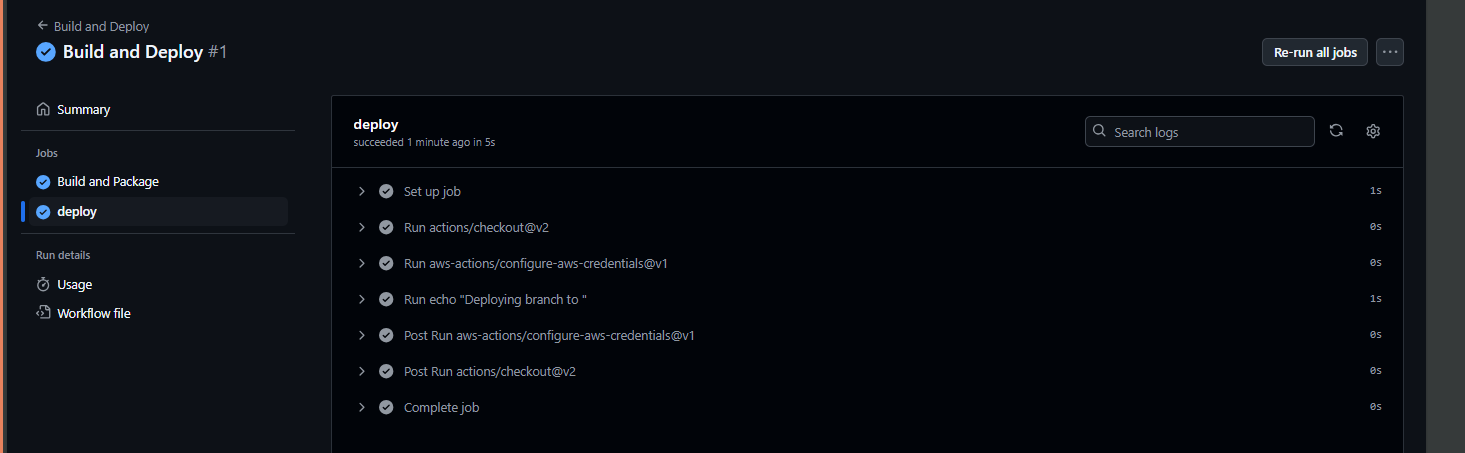 ← Build and Deploy
Build and Deploy #1
Re-run all jobs
...
Summary
Jobs
Build and Package
deploy
Run details
Usage
Workflow file
deploy
succeeded 1 minute ago in 5s
Search logs
Set up job 1s
Run actions/checkout@v2 0s
Run aws-actions/configure-aws-credentials@v1 0s
Run echo "Deploying branch to " 1s
Post Run aws-actions/configure-aws-credentials@v1 0s
Post Run actions/checkout@v2 0s
Complete job 0s